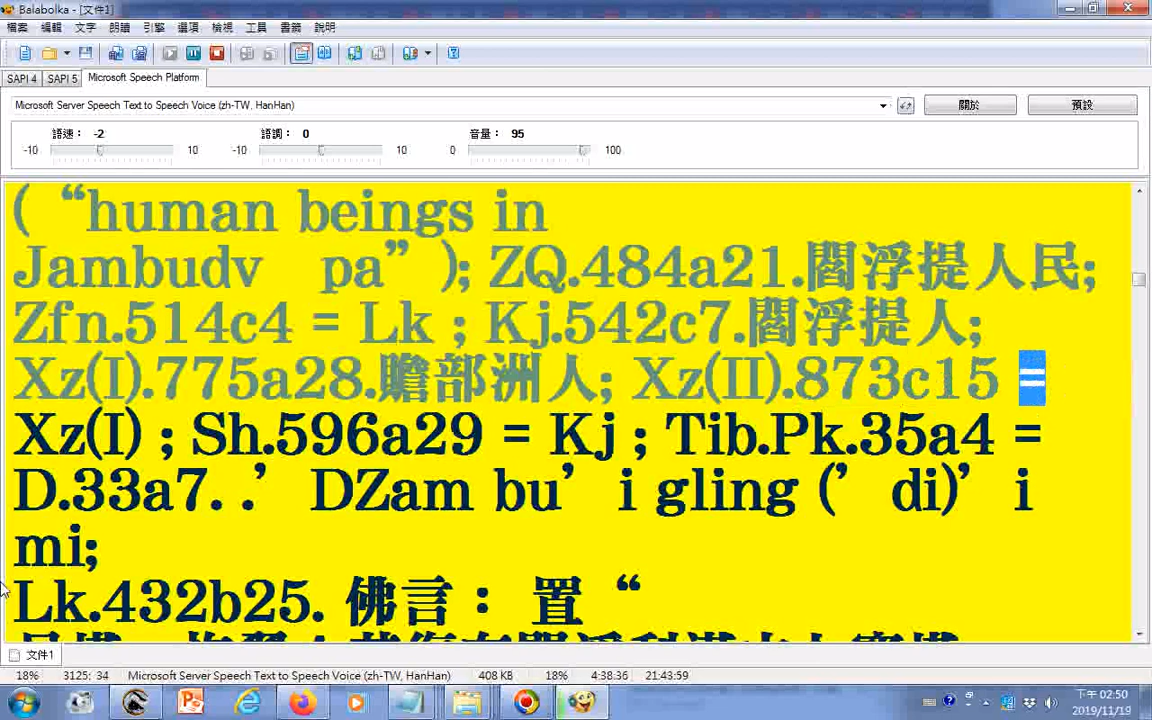 Balabolka - [文件1]
檔案 編輯 文字 朗讀 引擎 選項 檢視 工具 書籤 說明
SAPI 4 SAPI 5 Microsoft Speech Platform
Microsoft Server Speech Text to Speech Voice (zh-TW, HanHan) 關於 預設
語速： -2 語調： 0 音量： 95
-10 10 -10 10 0 100
(“human beings in
Jambudv pa”); ZQ.484a21.閻浮提人民;
Zfn.514c4 = Lk ; Kj.542c7.閻浮提人;
Xz(I).775a28.贍部洲人; Xz(II).873c15 =
Xz(I) ; Sh.596a29 = Kj ; Tib.Pk.35a4 =
D.33a7. .’ DZam bu’ i gling (’ di)’ i
mi;
Lk.432b25. 佛言： 置“
文件1
18% 3125: 34 Microsoft Server Speech Text to Speech Voice (zh-TW, HanHan) 408 KB 18% 4:38:36 21:43:59
下午 02:50
2019/11/19